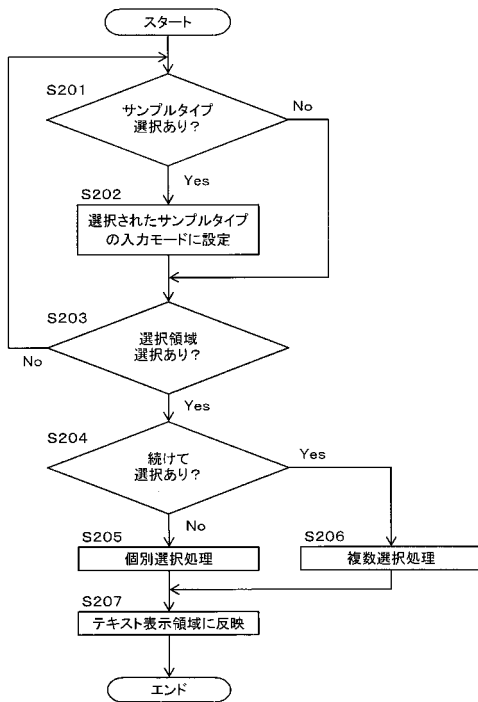 スタート
S201
サンプルタイプ
選択あり?
No
Yes
S202
選択されたサンプルタイプ
の入力モードに設定
S203
選択領域
選択あり?
No
Yes
S204
続けて
選択あり?
Yes
No
S205
個別選択処理
S206
複数選択処理
S207
テキスト表示領域に反映
エンド